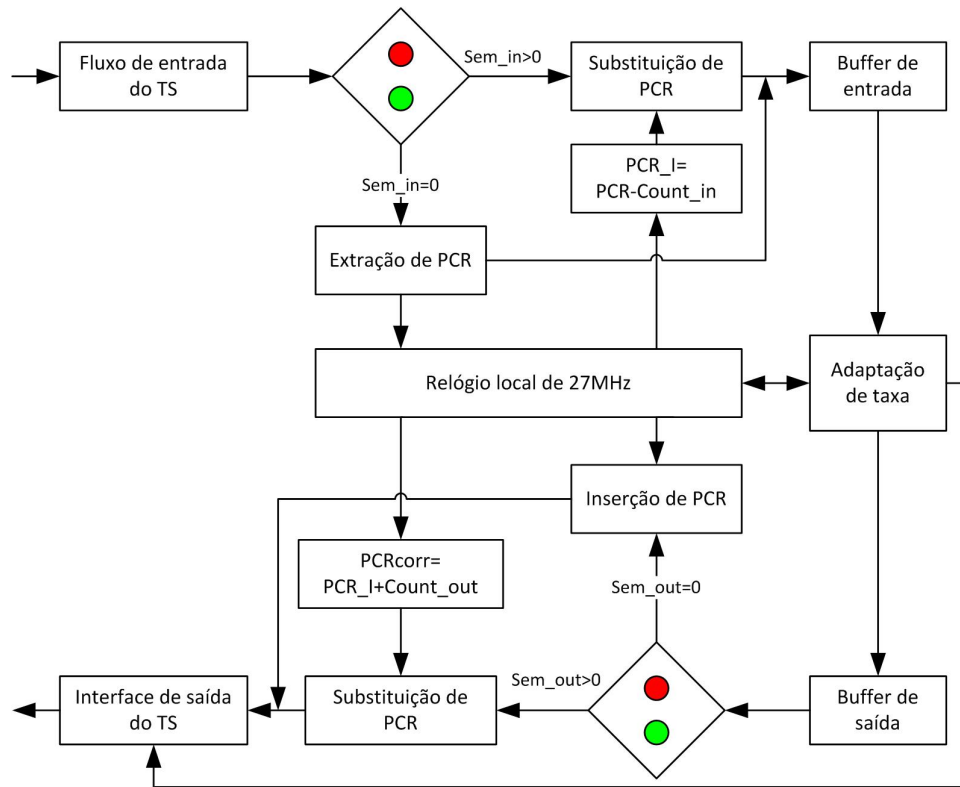 Fluxo de entrada
do TS
Sem_in>0
Substituição de
PCR
Buffer de
entrada
PCR_I=
PCR-Count_in
Sem_in=0
Extração de PCR
Relógio local de 27MHz
Adaptação
de taxa
Inserção de PCR
PCRcorr=
PCR_I+Count_out
Sem_out=0
Sem_out>0
Interface de saída
do TS
Substituição de
PCR
Buffer de
saída